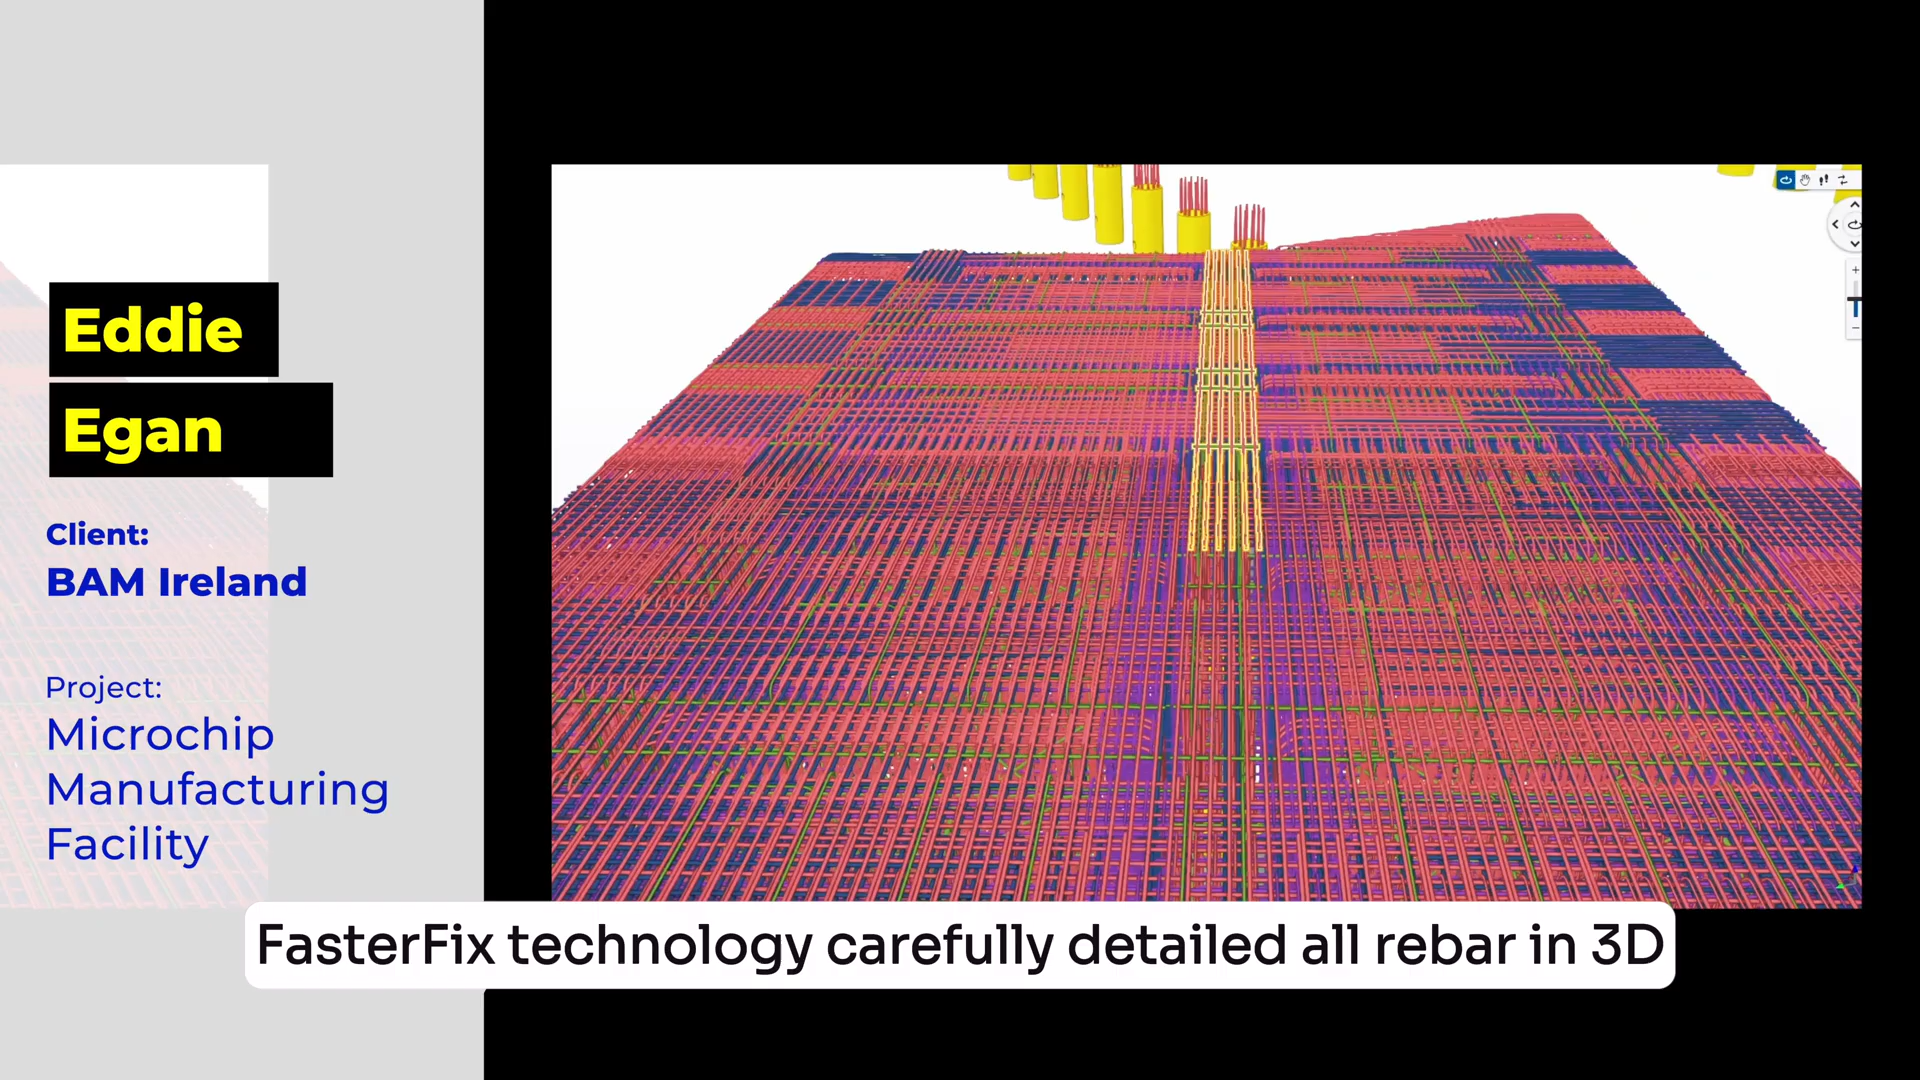 Eddie
Egan
Client:
BAM Ireland
Project:
Microchip
Manufacturing
Facility
FasterFix technology carefully detailed all rebar in 3D